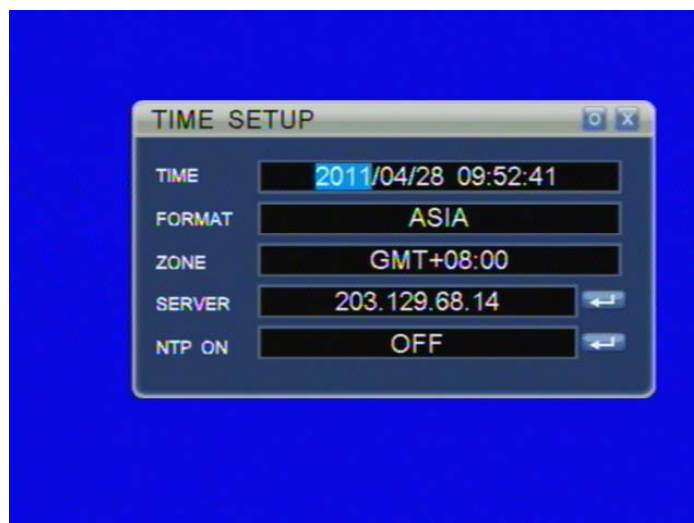 TIME SETUP O X
TIME 2011/04/28 09:52:41
FORMAT ASIA
ZONE GMT+08:00
SERVER 203.129.68.14
NTP ON OFF